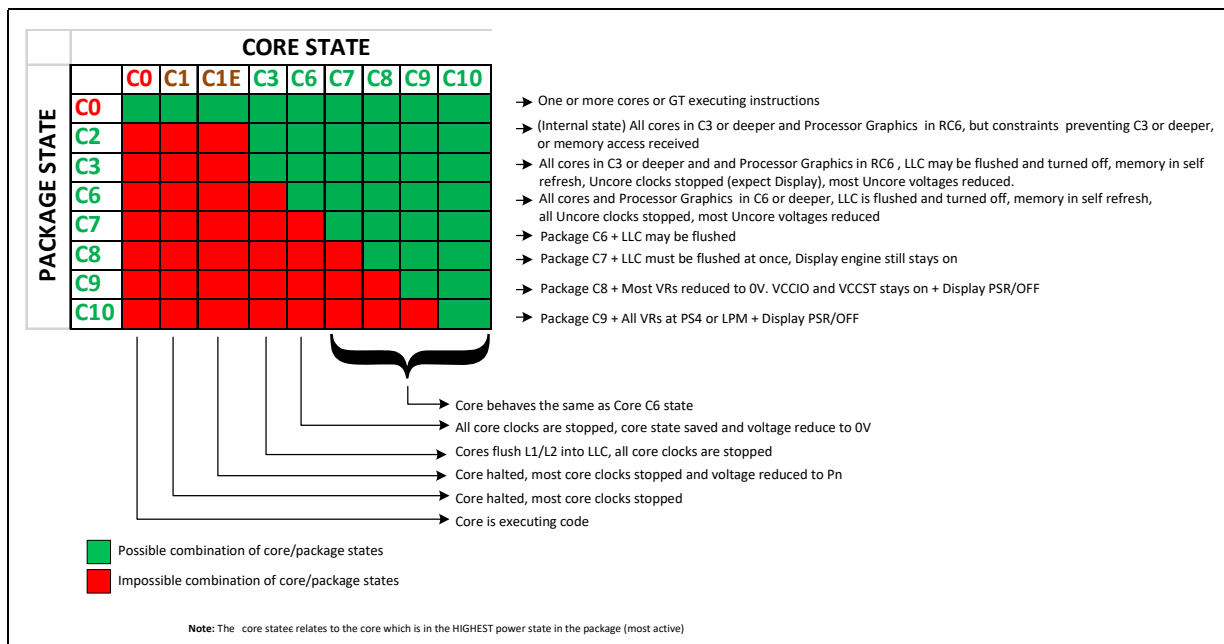 CORE STATE
C0 C1 C1E C3 C6 C7 C8 C9 C10
PACKAGE STATE
C0
C2
C3
C6
C7
C8
C9
C10
One or more cores or GT executing instructions
(Internal state) All cores in C3 or deeper and Processor Graphics in RC6, but constraints preventing C3 or deeper,
or memory access received
All cores in C3 or deeper and and Processor Graphics in RC6 , LLC may be flushed and turned off, memory in self
refresh, Uncore clocks stopped (expect Display), most Uncore voltages reduced.
All cores and Processor Graphics in C6 or deeper, LLC is flushed and turned off, memory in self refresh,
all Uncore clocks stopped, most Uncore voltages reduced
Package C6 + LLC may be flushed
Package C7 + LLC must be flushed at once, Display engine still stays on
Package C8 + Most VRs reduced to 0V. VCCIO and VCCST stays on + Display PSR/OFF
Package C9 + All VRs at PS4 or LPM + Display PSR/OFF
Core behaves the same as Core C6 state
All core clocks are stopped, core state saved and voltage reduce to 0V
Cores flush L1/L2 into LLC, all core clocks are stopped
Core halted, most core clocks stopped and voltage reduced to Pn
Core halted, most core clocks stopped
Core is executing code
Possible combination of core/package states
Impossible combination of core/package states
Note: The core relates to the core which is in the HIGHEST power state in the package (most active)